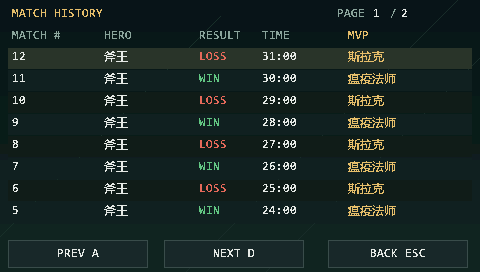 MATCH HISTORY PAGE 1 / 2
MATCH # HERO RESULT TIME MVP
12 斧王 LOSS 31:00 斯拉克
11 斧王 WIN 30:00 瘟疫法师
10 斧王 LOSS 29:00 斯拉克
9 斧王 WIN 28:00 瘟疫法师
8 斧王 LOSS 27:00 斯拉克
7 斧王 WIN 26:00 瘟疫法师
6 斧王 LOSS 25:00 斯拉克
5 斧王 WIN 24:00 瘟疫法师
PREV A NEXT D BACK ESC